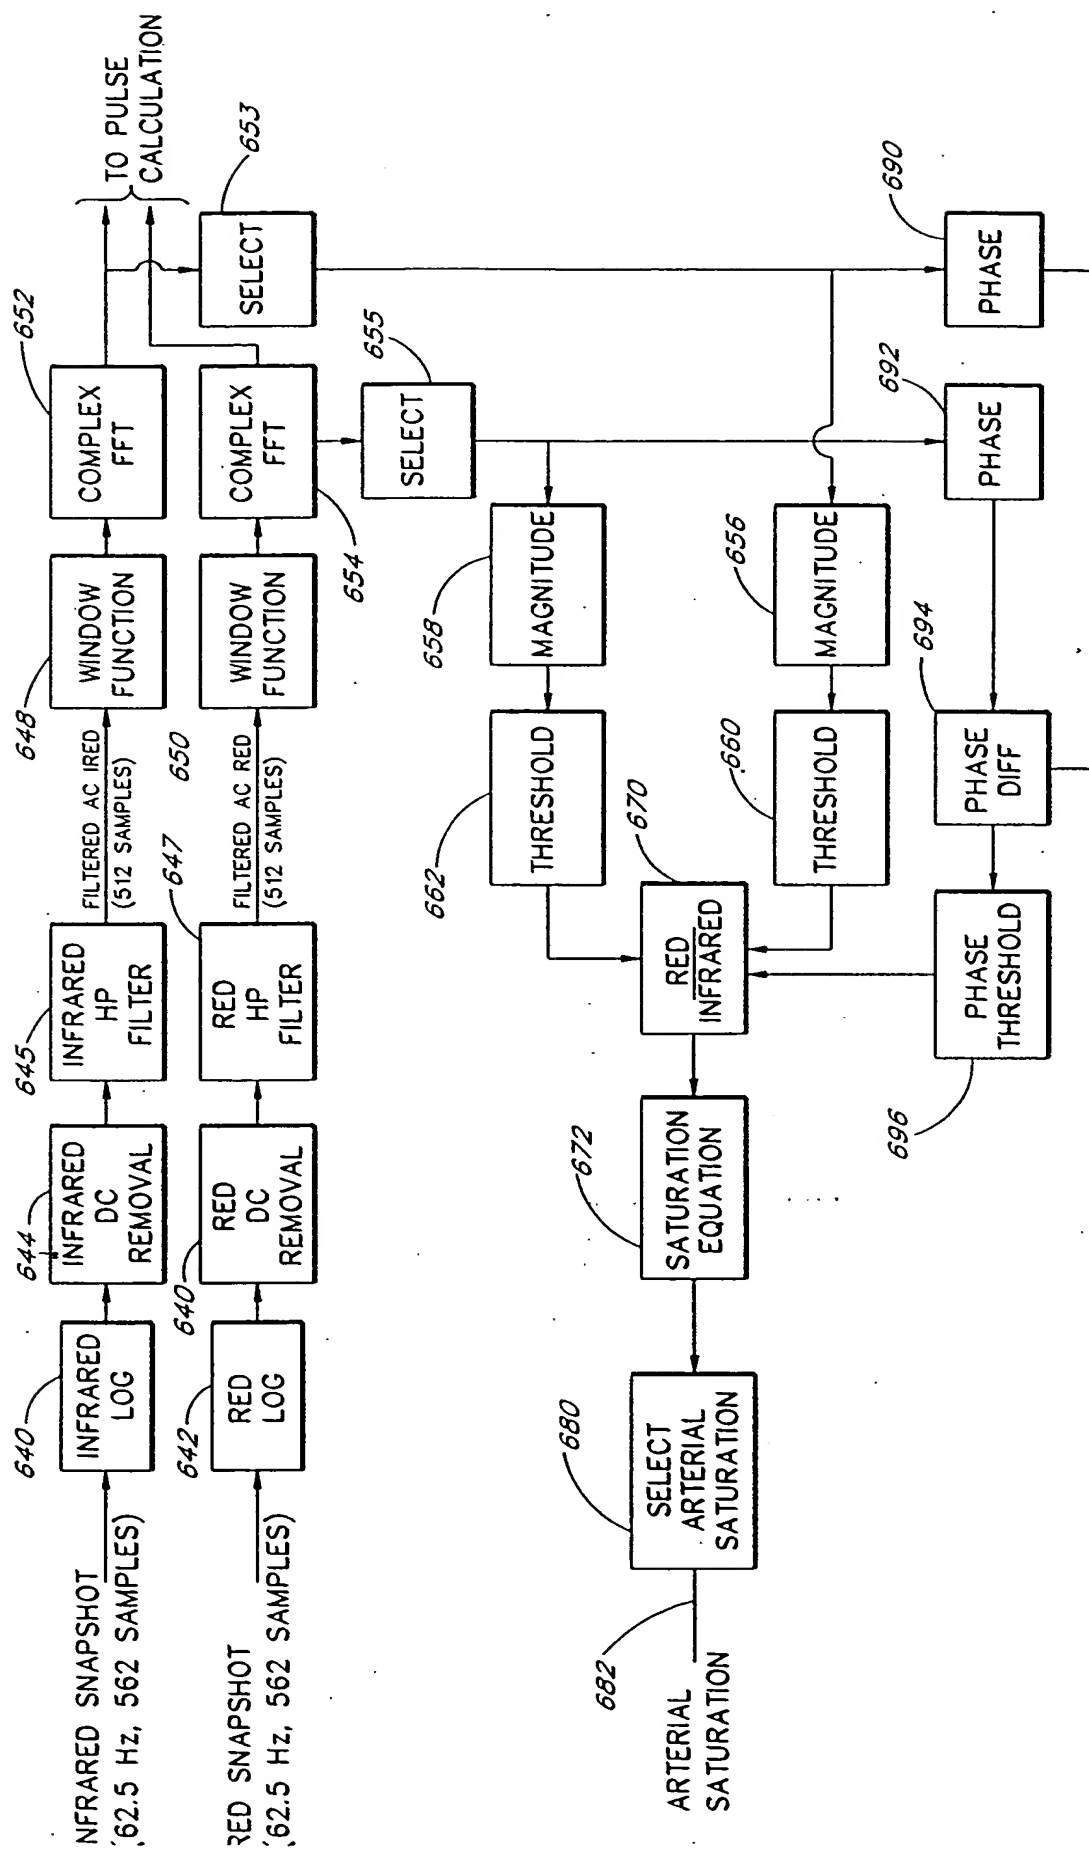 NFRARED SNAPSHOT
(62.5 Hz, 562 SAMPLES)
640
INFRARED
LOG
644
INFRARED
DC
REMOVAL
645
INFRARED
HP
FILTER
FILTERED AC IRED
(512 SAMPLES)
648
WINDOW
FUNCTION
652
COMPLEX
FFT
TO PULSE
CALCULATION
RED SNAPSHOT
(62.5 Hz, 562 SAMPLES)
642
RED
LOG
640
RED
DC
REMOVAL
647
RED
HP
FILTER
FILTERED AC RED
(512 SAMPLES)
650
WINDOW
FUNCTION
654
COMPLEX
FFT
653
SELECT
655
SELECT
658
MAGNITUDE
662
THRESHOLD
656
MAGNITUDE
660
THRESHOLD
670
RED
INFRARED
672
SATURATION
EQUATION
680
SELECT
ARTERIAL
SATURATION
682
ARTERIAL
SATURATION
690
PHASE
692
PHASE
694
PHASE
DIFF
PHASE
THRESHOLD
696